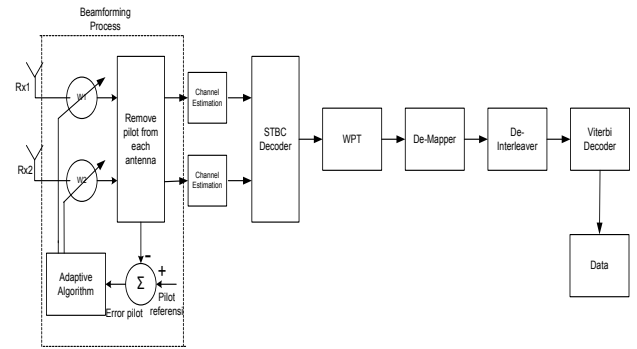 Beamforming
Process
Rx1
W1
Remove
pilot from
each
antenna
Channel
Estimation
STBC
Decoder
WPT
De-Mapper
De-
Interleaver
Viterbi
Decoder
Rx2
W2
Channel
Estimation
Data
Adaptive
Algorithm
-
+
Σ
Error pilot
Pilot
referensi